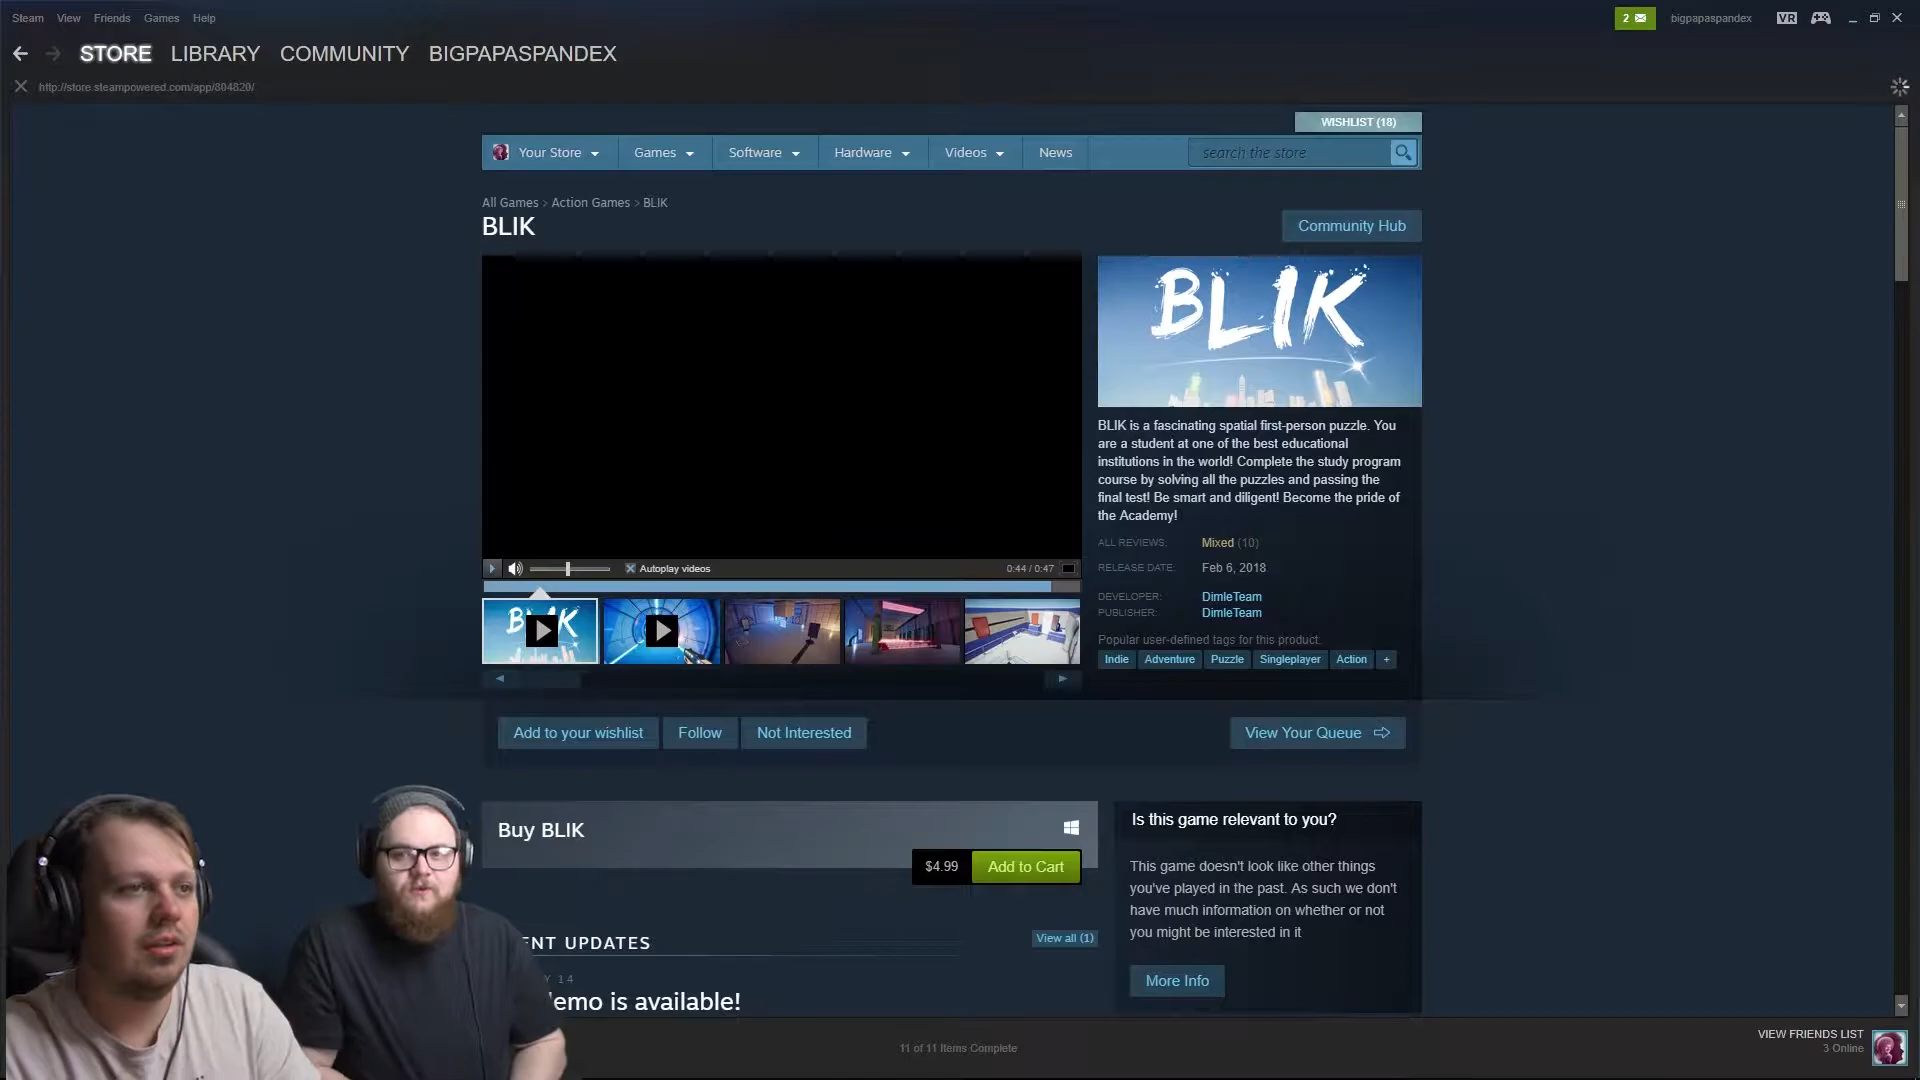 Steam View Friends Games Help
2 bigpapaspandex VR
STORE LIBRARY COMMUNITY BIGPAPASPANDEX
http://store.steampowered.com/app/804820/
WISHLIST (18)
Your Store Games Software Hardware Videos News search the store
All Games > Action Games > BLIK
BLIK
Community Hub
BLIK
BLIK is a fascinating spatial first-person puzzle. You
are a student at one of the best educational
institutions in the world! Complete the study program
course by solving all the puzzles and passing the
final test! Be smart and diligent! Become the pride of
the Academy!
ALL REVIEWS: Mixed (10)
RELEASE DATE: Feb 6, 2018
DEVELOPER: DimleTeam
PUBLISHER: DimleTeam
Popular user-defined tags for this product:
Indie Adventure Puzzle Singleplayer Action +
Autoplay videos 0:44 / 0:47
Add to your wishlist Follow Not Interested View Your Queue
Buy BLIK
$4.99 Add to Cart
Is this game relevant to you?
This game doesn't look like other things
you've played in the past. As such we don't
have much information on whether or not
you might be interested in it
More Info
ENT UPDATES View all (1)
Y 14
emo is available!
11 of 11 Items Complete
VIEW FRIENDS LIST
3 Online